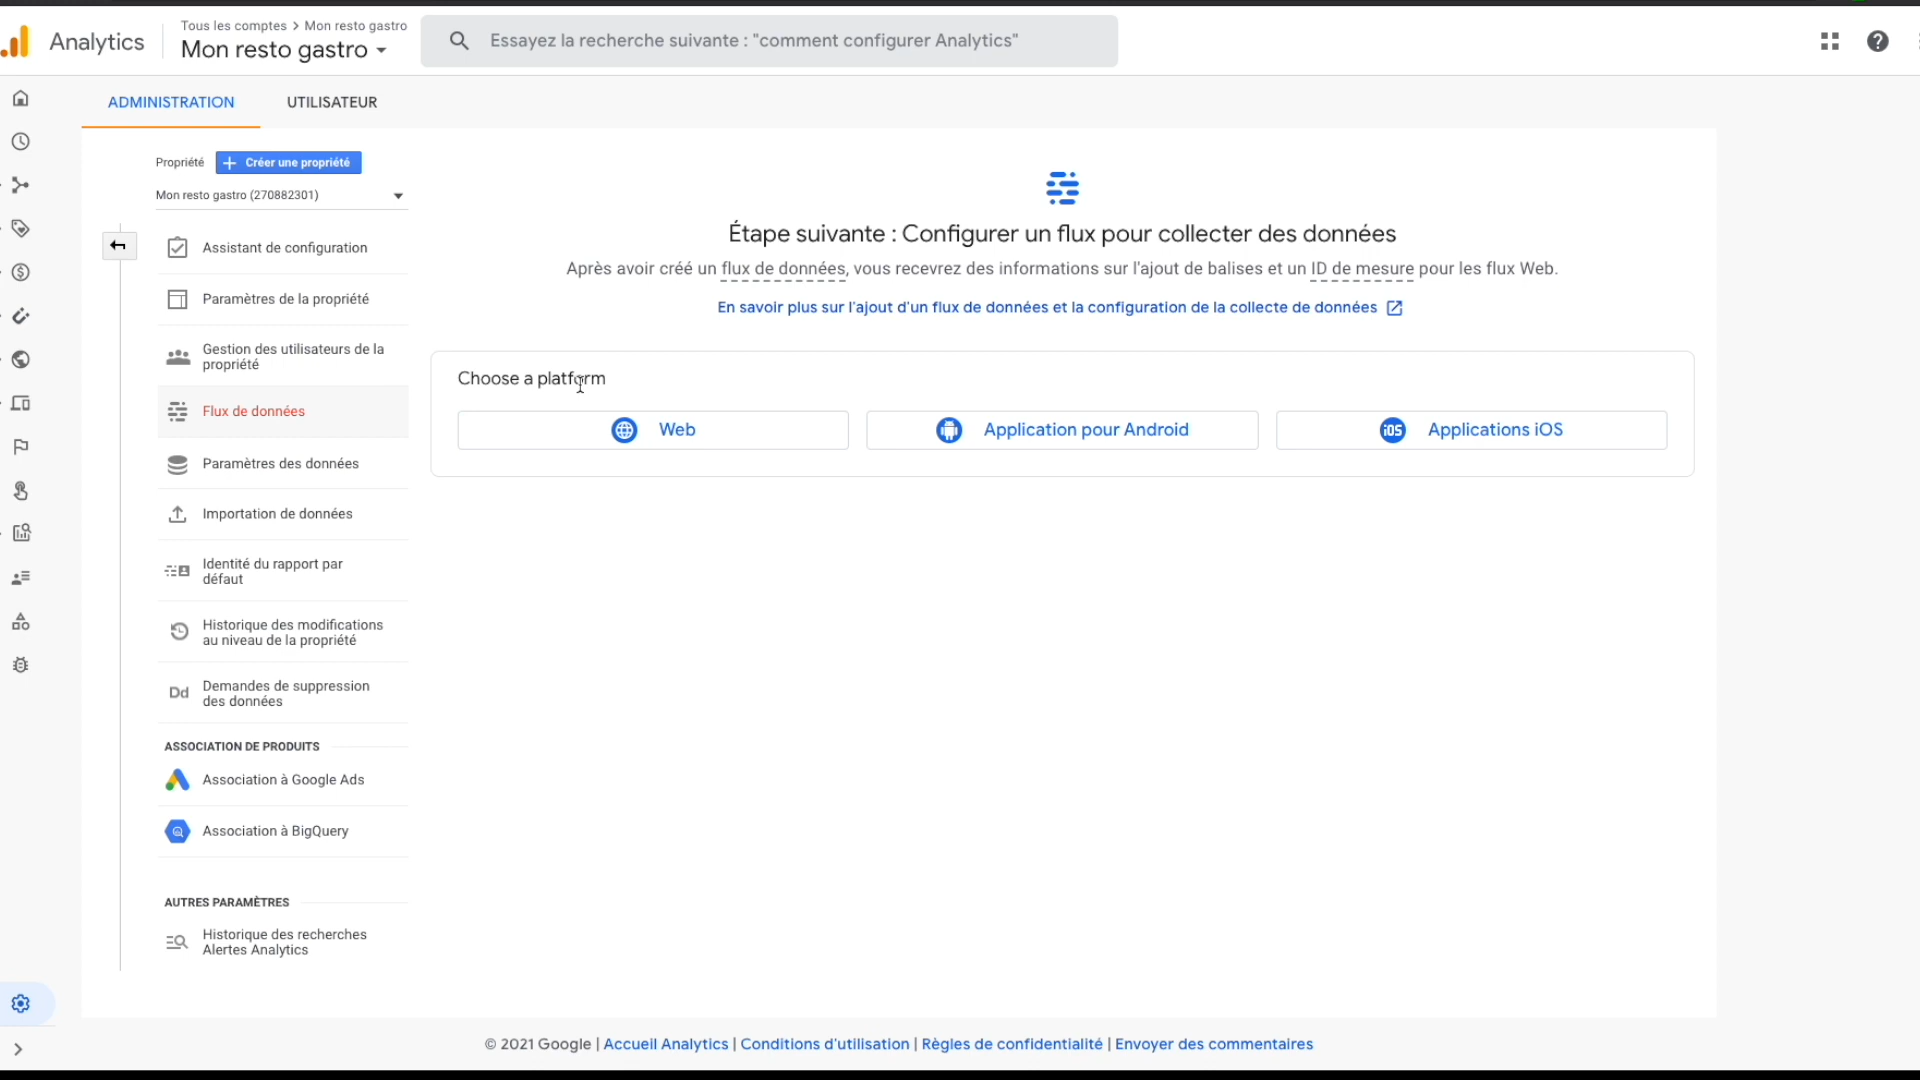 Analytics
Tous les comptes > Mon resto gastro
Mon resto gastro
Essayez la recherche suivante : "comment configurer Analytics"
ADMINISTRATION
UTILISATEUR
Propriété
+ Créer une propriété
Mon resto gastro (270882301)
Assistant de configuration
Paramètres de la propriété
Gestion des utilisateurs de la
propriété
Flux de données
Paramètres des données
Importation de données
Identité du rapport par
défaut
Historique des modifications
au niveau de la propriété
Dd
Demandes de suppression
des données
ASSOCIATION DE PRODUITS
Association à Google Ads
Association à BigQuery
AUTRES PARAMÈTRES
Historique des recherches
Alertes Analytics
Étape suivante : Configurer un flux pour collecter des données
Après avoir créé un flux de données, vous recevrez des informations sur l'ajout de balises et un ID de mesure pour les flux Web.
En savoir plus sur l'ajout d'un flux de données et la configuration de la collecte de données
Choose a platform
Web
Application pour Android
iOS Applications iOS
© 2021 Google | Accueil Analytics | Conditions d'utilisation | Règles de confidentialité | Envoyer des commentaires